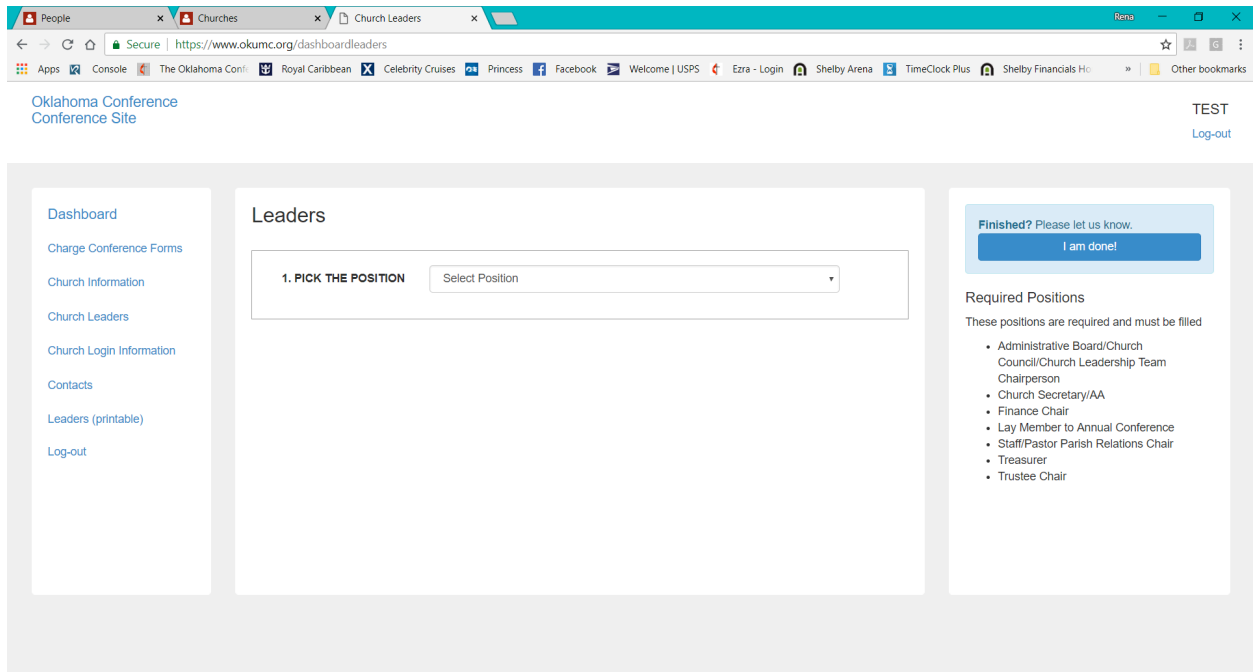 People
Churches
Church Leaders
Rena
Secure | https://www.okumc.org/dashboardleaders
Apps
Console
The Oklahoma Conf
Royal Caribbean
Celebrity Cruises
Princess
Facebook
Welcome | USPS
Ezra - Login
Shelby Arena
TimeClock Plus
Shelby Financials Ho
»
Other bookmarks
Oklahoma Conference
Conference Site
TEST
Log-out
Dashboard
Charge Conference Forms
Church Information
Church Leaders
Church Login Information
Contacts
Leaders (printable)
Log-out
Leaders
1. PICK THE POSITION
Select Position
Finished? Please let us know.
I am done!
Required Positions
These positions are required and must be filled
• Administrative Board/Church
Council/Church Leadership Team
Chairperson
• Church Secretary/AA
• Finance Chair
• Lay Member to Annual Conference
• Staff/Pastor Parish Relations Chair
• Treasurer
• Trustee Chair